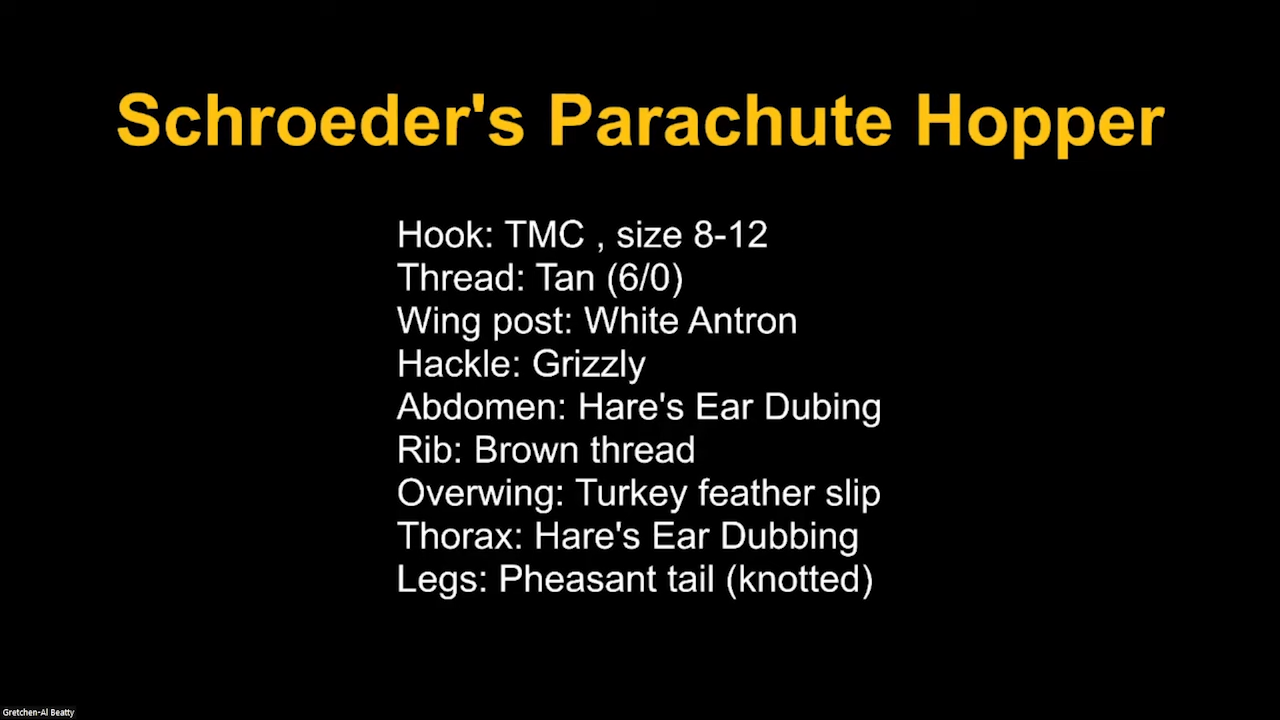 Schroeder's Parachute Hopper
Hook: TMC , size 8-12
Thread: Tan (6/0)
Wing post: White Antron
Hackle: Grizzly
Abdomen: Hare's Ear Dubing
Rib: Brown thread
Overwing: Turkey feather slip
Thorax: Hare's Ear Dubbing
Legs: Pheasant tail (knotted)
Gretchen-Al Beatty